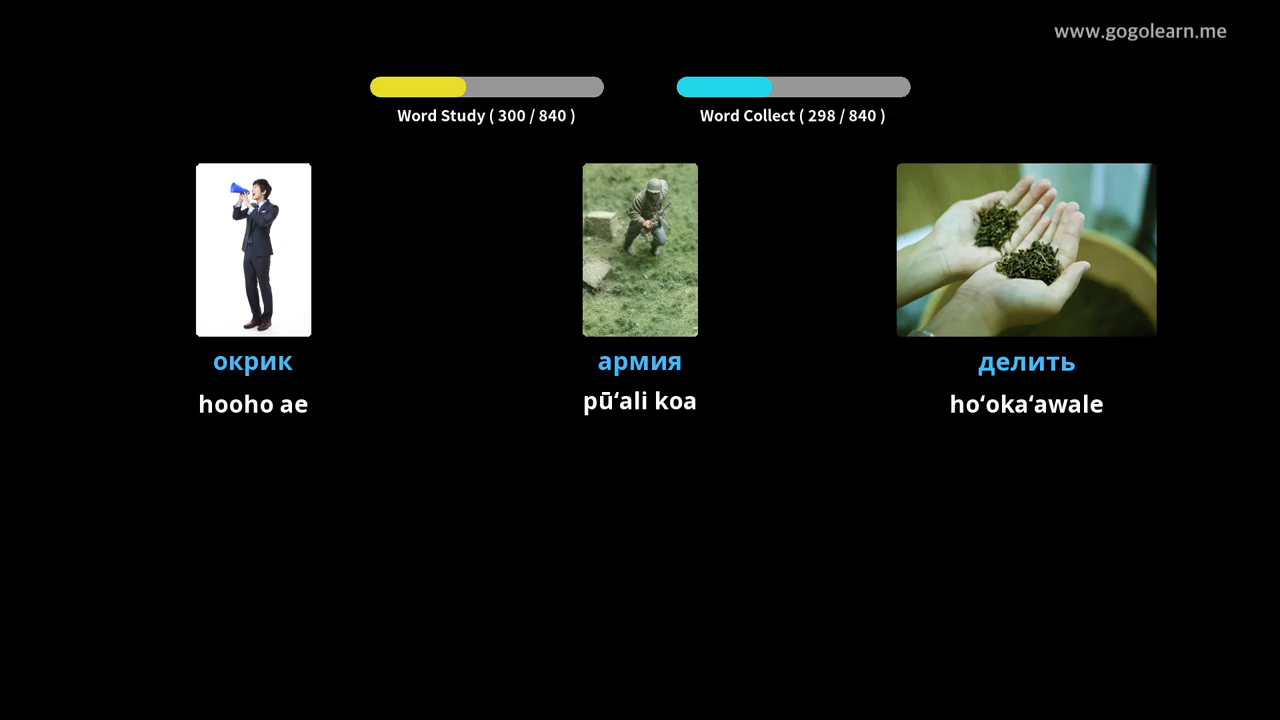 www.gogolearn.me
Word Study ( 300 / 840 )
Word Collect ( 298 / 840 )
окрик
армия
делить
hooho ae
pūʻali koa
hoʻokaʻawale